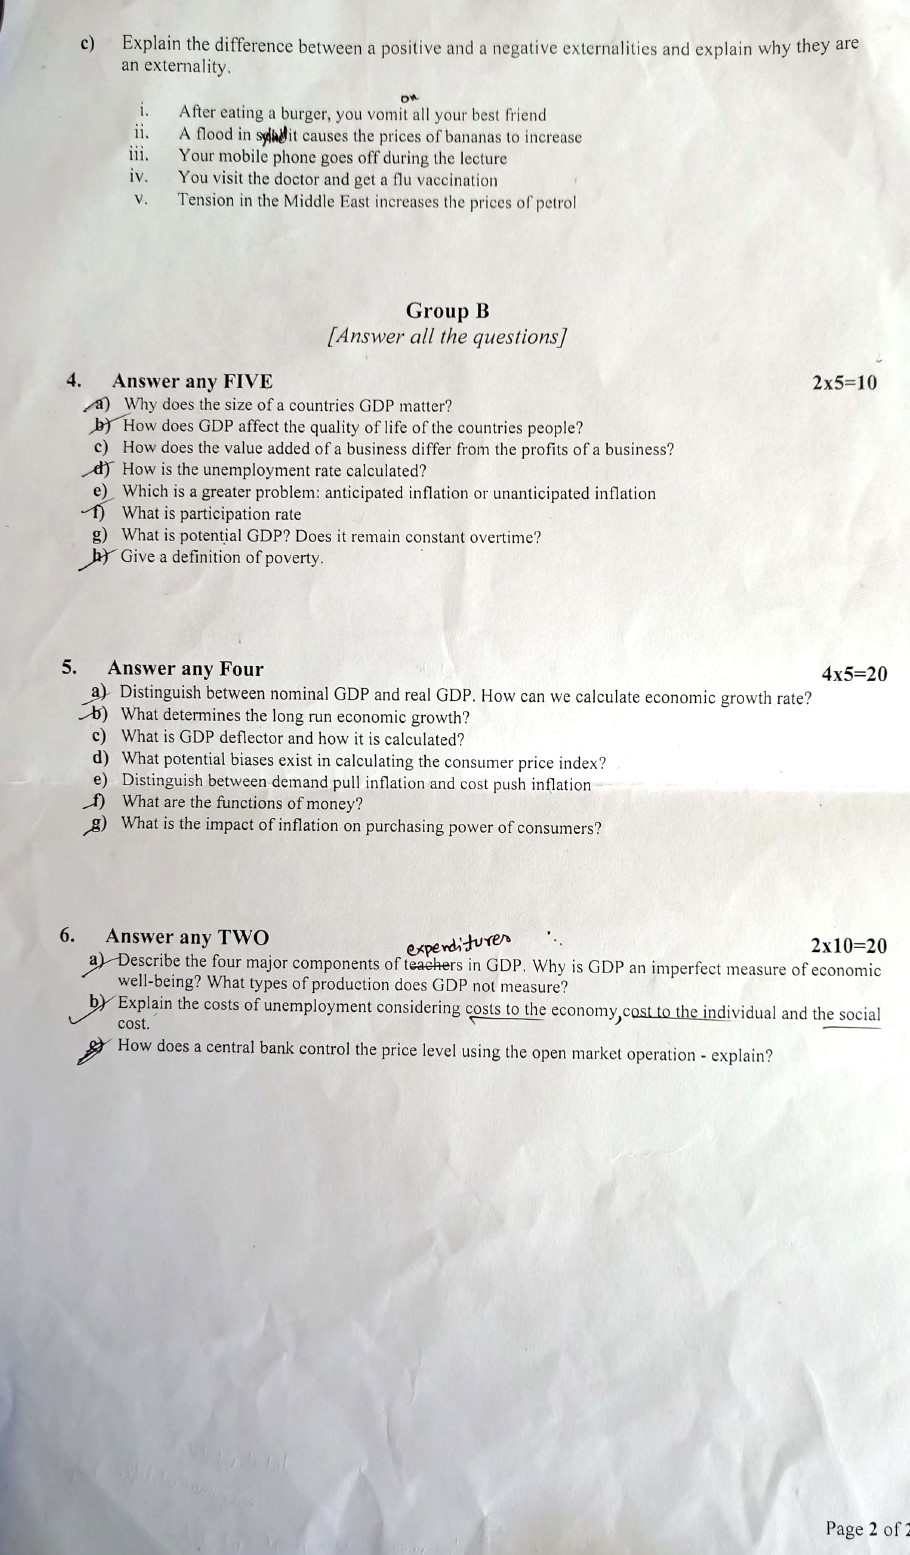 c) Explain the difference between a positive and a negative externalities and explain why they are
an externality.
on
i. After eating a burger, you vomit all your best friend
ii. A flood in it causes the prices of bananas to increase
iii. Your mobile phone goes off during the lecture
iv. You visit the doctor and get a flu vaccination
v. Tension in the Middle East increases the prices of petrol
Group B
[Answer all the questions]
4. Answer any FIVE 2x5=10
a) Why does the size of a countries GDP matter?
b) How does GDP affect the quality of life of the countries people?
c) How does the value added of a business differ from the profits of a business?
d) How is the unemployment rate calculated?
e) Which is a greater problem: anticipated inflation or unanticipated inflation
f) What is participation rate
g) What is potential GDP? Does it remain constant overtime?
h) Give a definition of poverty.
5. Answer any Four 4x5=20
a) Distinguish between nominal GDP and real GDP. How can we calculate economic growth rate?
b) What determines the long run economic growth?
c) What is GDP deflector and how it is calculated?
d) What potential biases exist in calculating the consumer price index?
e) Distinguish between demand pull inflation and cost push inflation
f) What are the functions of money?
g) What is the impact of inflation on purchasing power of consumers?
6. Answer any TWO 2x10=20
expenditures
a) Describe the four major components of teachers in GDP. Why is GDP an imperfect measure of economic
well-being? What types of production does GDP not measure?
b) Explain the costs of unemployment considering costs to the economy, cost to the individual and the social
cost.
c) How does a central bank control the price level using the open market operation - explain?
Page 2 of 2